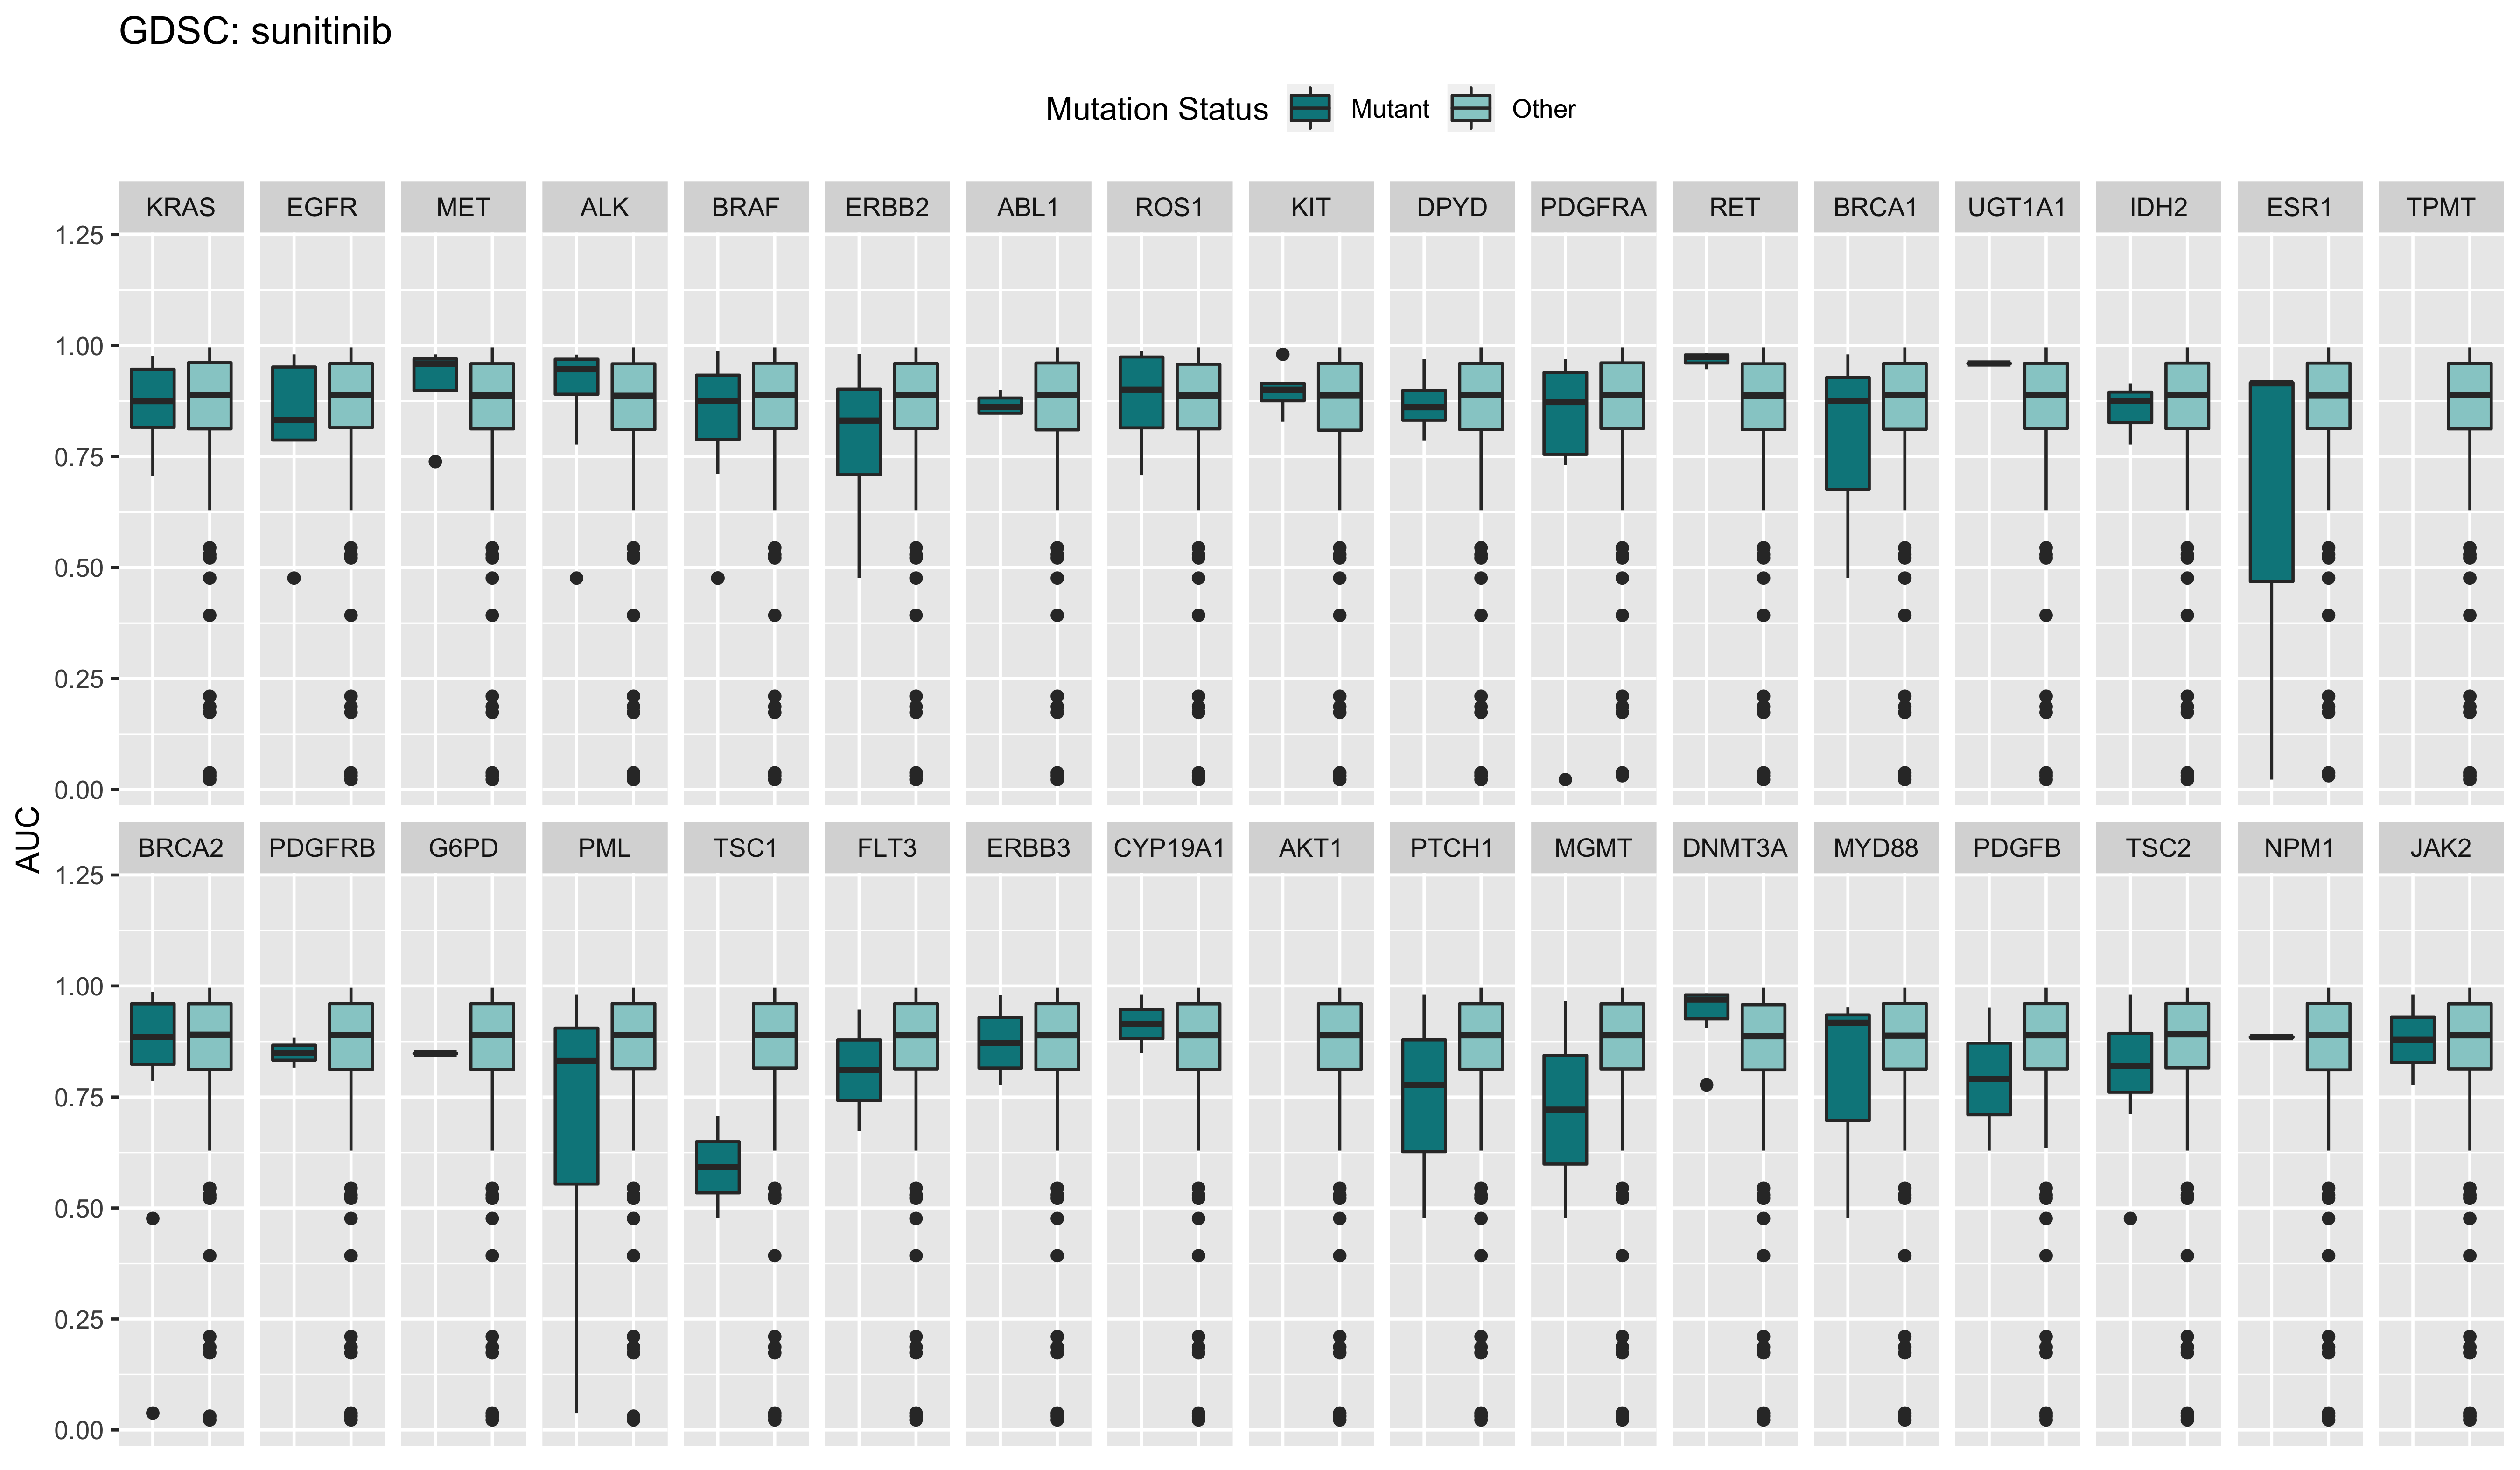 GDSC: sunitinib
Mutation Status Mutant Other
KRAS EGFR MET ALK BRAF ERBB2 ABL1 ROS1 KIT DPYD PDGFRA RET BRCA1 UGT1A1 IDH2 ESR1 TPMT
1.25
1.00
0.75
0.50
0.25
0.00
AUC
BRCA2 PDGFRB G6PD PML TSC1 FLT3 ERBB3 CYP19A1 AKT1 PTCH1 MGMT DNMT3A MYD88 PDGFB TSC2 NPM1 JAK2
1.25
1.00
0.75
0.50
0.25
0.00